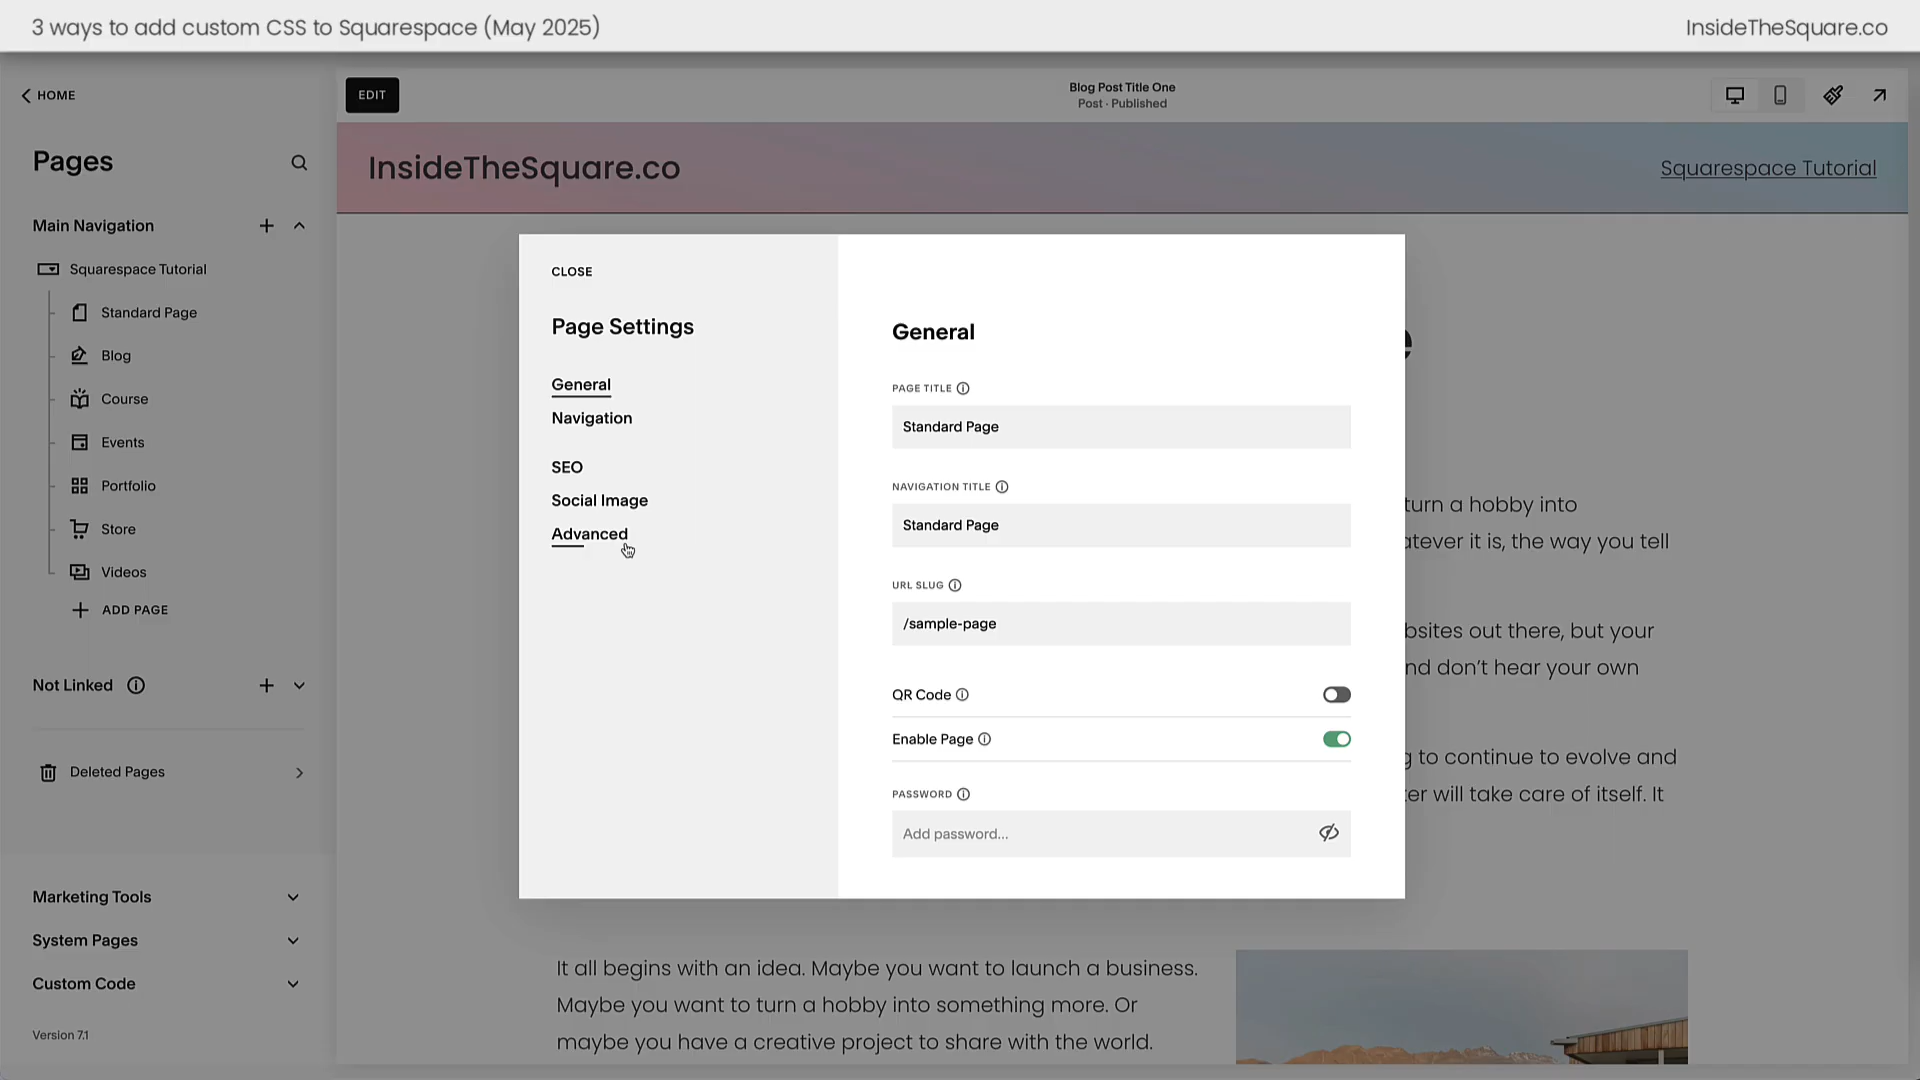 3 ways to add custom CSS to Squarespace (May 2025)
InsideTheSquare.co
HOME
EDIT
Blog Post Title One
Post · Published
Pages
InsideTheSquare.co
Squarespace Tutorial
Main Navigation
Squarespace Tutorial
Standard Page
Blog
Course
Events
Portfolio
Store
Videos
ADD PAGE
Not Linked
Deleted Pages
Marketing Tools
System Pages
Custom Code
Version 7.1
CLOSE
Page Settings
General
Navigation
SEO
Social Image
Advanced
General
PAGE TITLE
Standard Page
NAVIGATION TITLE
Standard Page
URL SLUG
/sample-page
QR Code
Enable Page
PASSWORD
Add password...
turn a hobby into
it is, the way you tell
out there, but your
don't hear your own
to continue to evolve and
will take care of itself. It
It all begins with an idea. Maybe you want to launch a business.
Maybe you want to turn a hobby into something more. Or
maybe you have a creative project to share with the world.